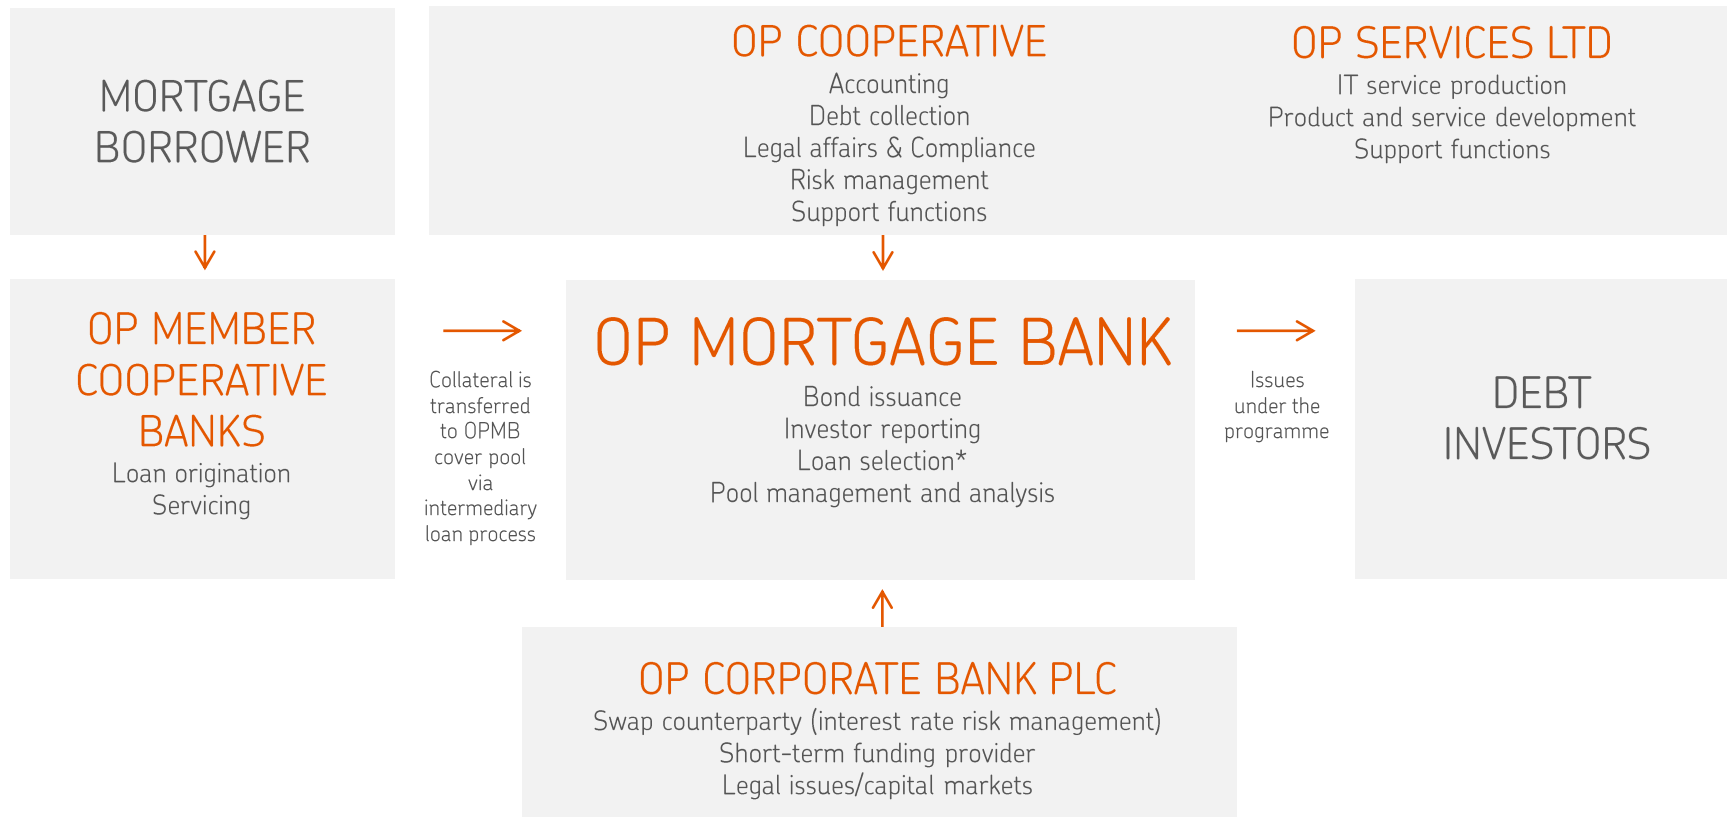 MORTGAGE
BORROWER
OP COOPERATIVE
Accounting
Debt collection
Legal affairs & Compliance
Risk management
Support functions
OP SERVICES LTD
IT service production
Product and service development
Support functions
OP MEMBER
COOPERATIVE
BANKS
Loan origination
Servicing
Collateral is
transferred
to OPMB
cover pool
via
intermediary
loan process
OP MORTGAGE BANK
Bond issuance
Investor reporting
Loan selection*
Pool management and analysis
Issues
under the
programme
DEBT
INVESTORS
OP CORPORATE BANK PLC
Swap counterparty (interest rate risk management)
Short-term funding provider
Legal issues/capital markets